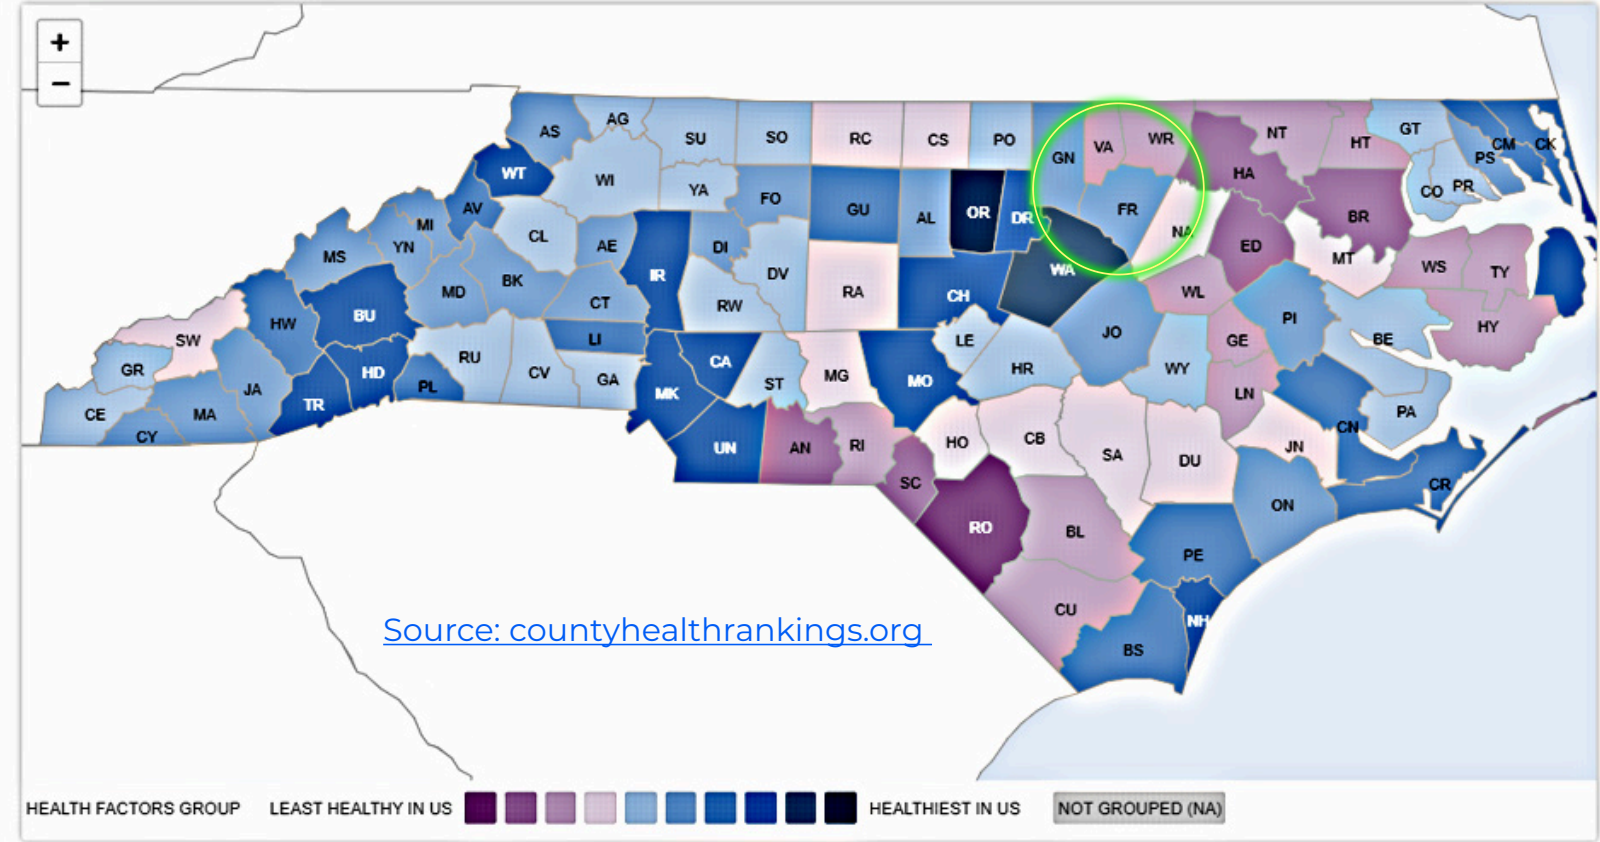 +
−
AS AG SU SO RC CS PO GN VA WR NT HT GT CM CK
PS
WT WI YA FO GU AL OR DR FR HA CO PR
AV MI CL AE DI NA ED BR
MS YN MD BK CT IR RW DV RA CH WA WL MT WS TY
HW BU LI LE JO PI GE BE HY
SW GR JA HD PL RU CV GA MK CA ST MG MO HR WY
CE MA CY TR UN AN RI HO CB SA DU LN JN CN PA
SC RO BL ON CR
PE
CU NH
BS
Source: countyhealthrankings.org
HEALTH FACTORS GROUP LEAST HEALTHY IN US HEALTHIEST IN US NOT GROUPED (NA)